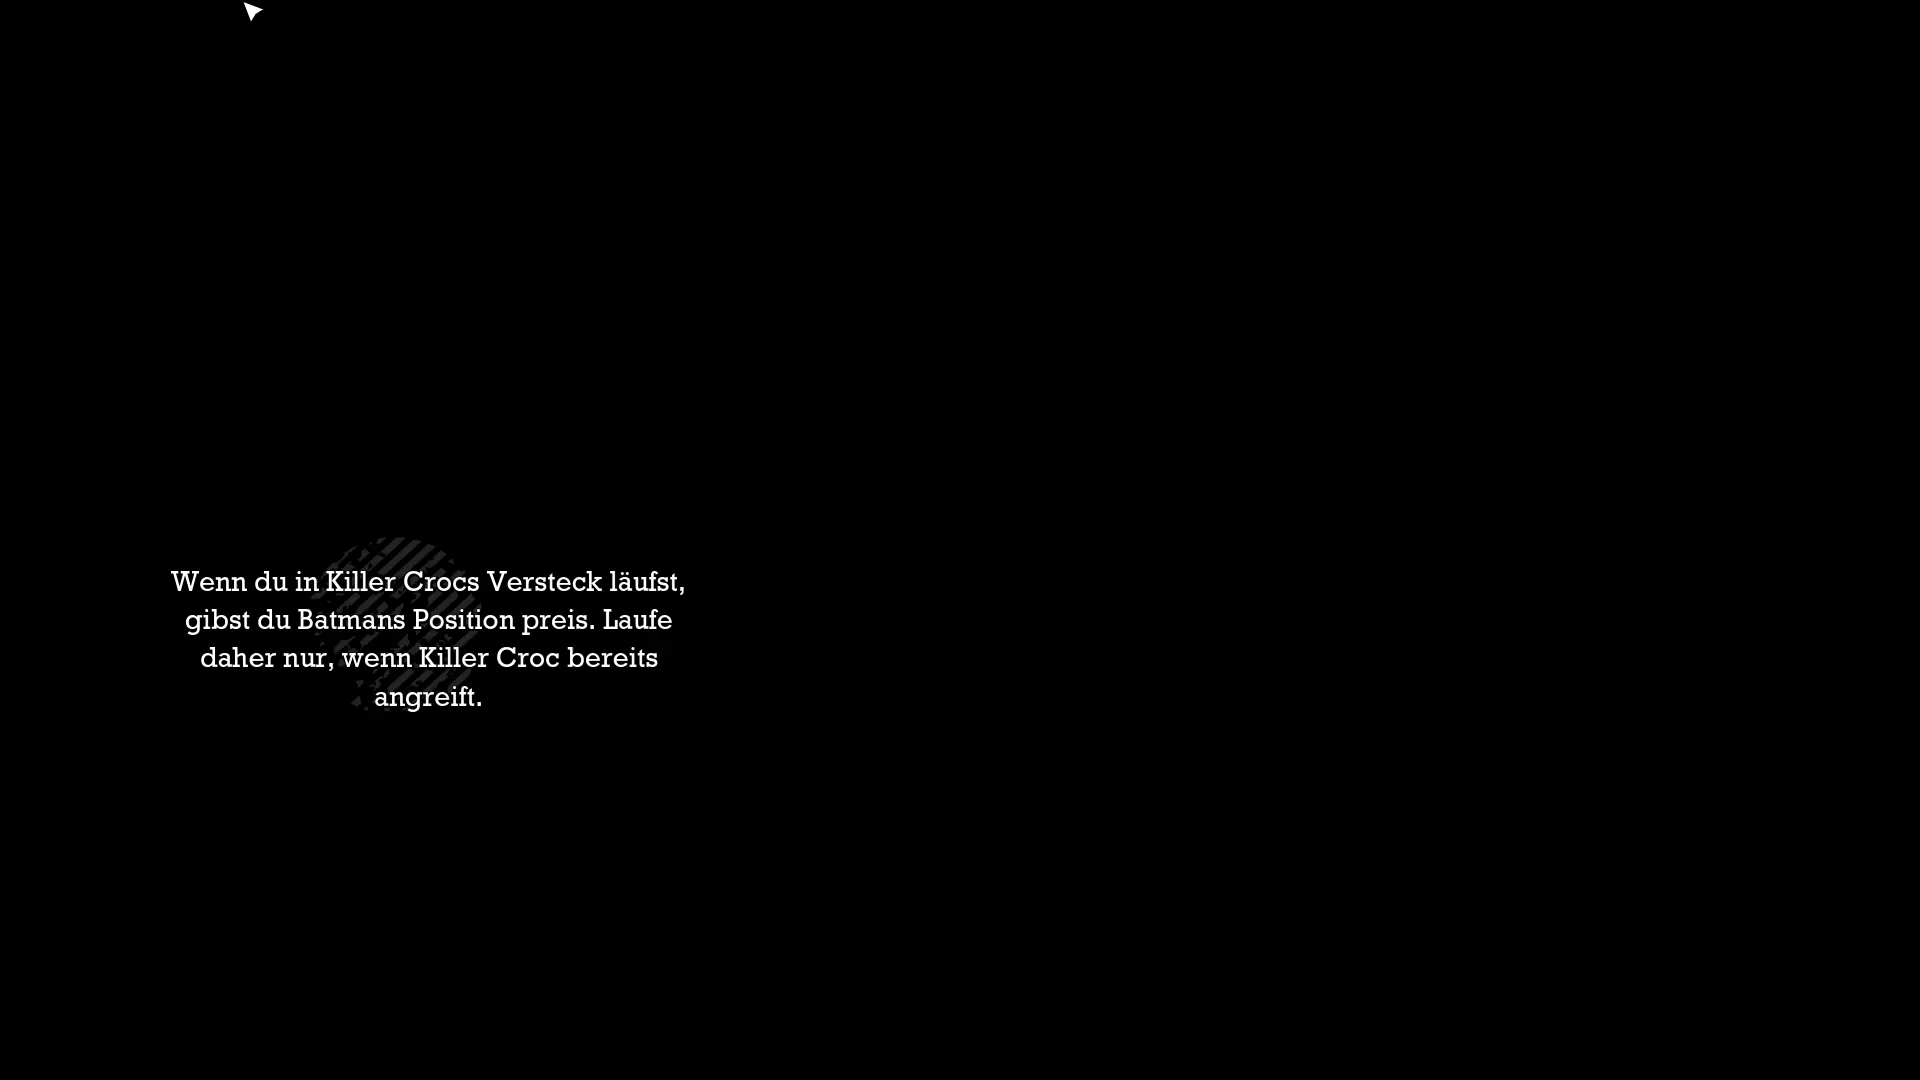 Wenn du in Killer Crocs Versteck läufst,
gibst du Batmans Position preis. Laufe
daher nur, wenn Killer Croc bereits
angreift.